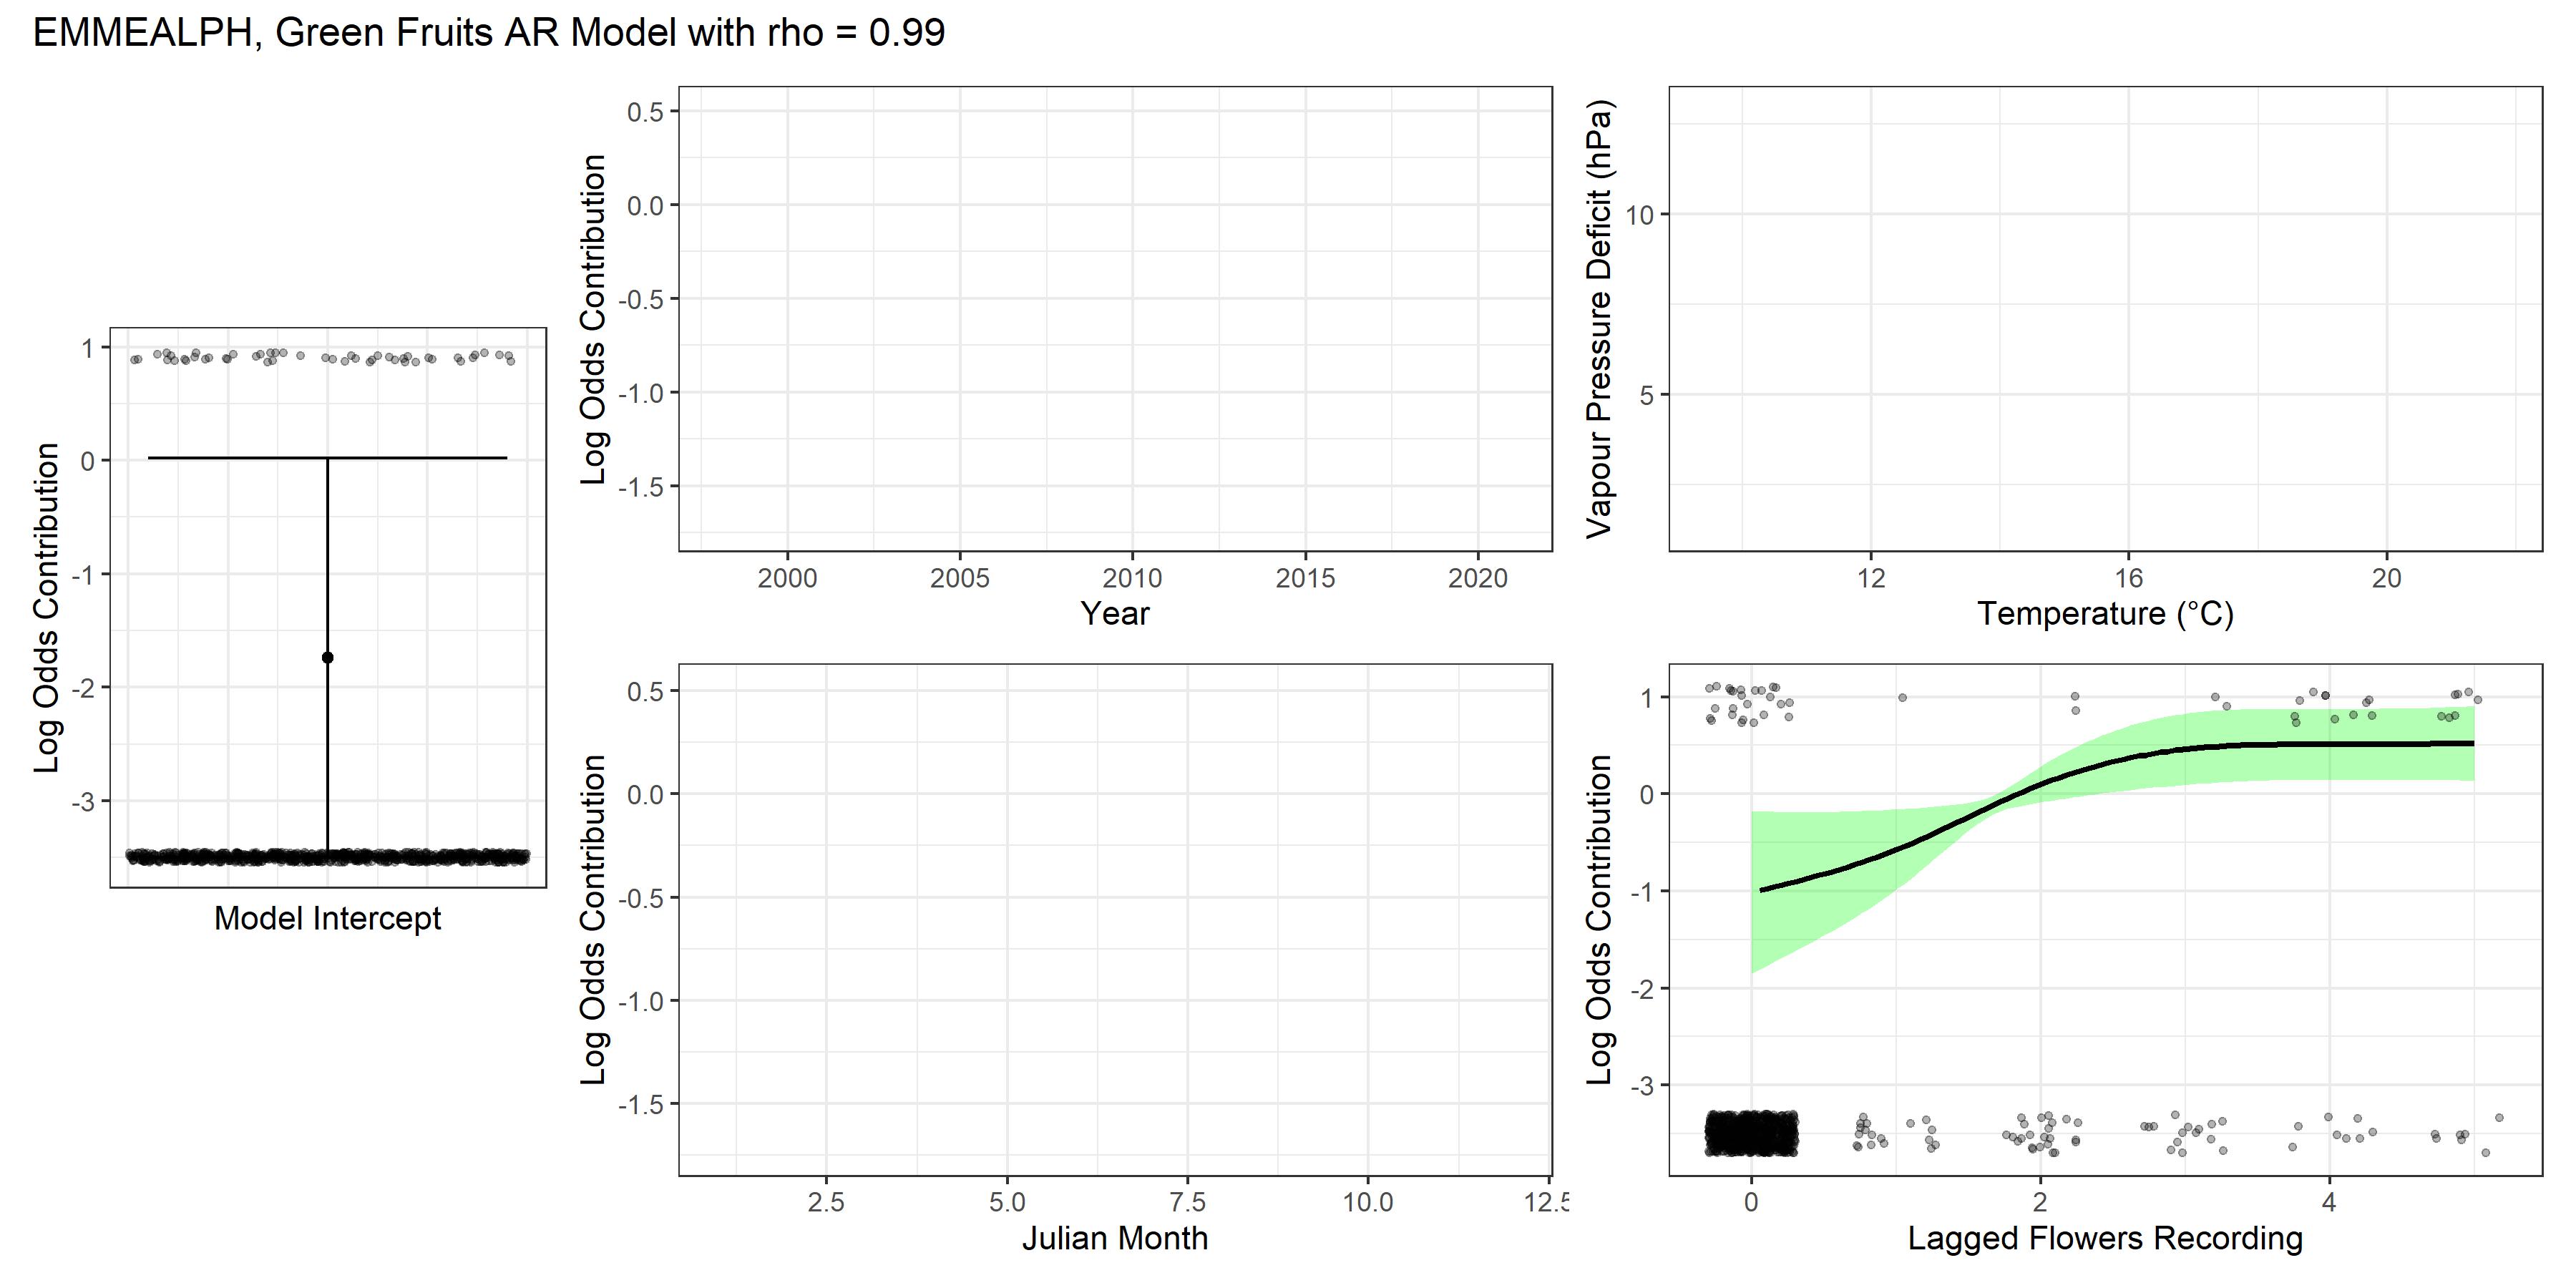 EMMEALPH, Green Fruits AR Model with rho = 0.99
Log Odds Contribution
1
0
-1
-2
-3
Model Intercept
Log Odds Contribution
0.5
0.0
-0.5
-1.0
-1.5
2000 2005 2010 2015 2020
Year
Vapour Pressure Deficit (hPa)
10
5
12 16 20
Temperature (°C)
Log Odds Contribution
0.5
0.0
-0.5
-1.0
-1.5
2.5 5.0 7.5 10.0 12.5
Julian Month
Log Odds Contribution
1
0
-1
-2
-3
0 2 4
Lagged Flowers Recording